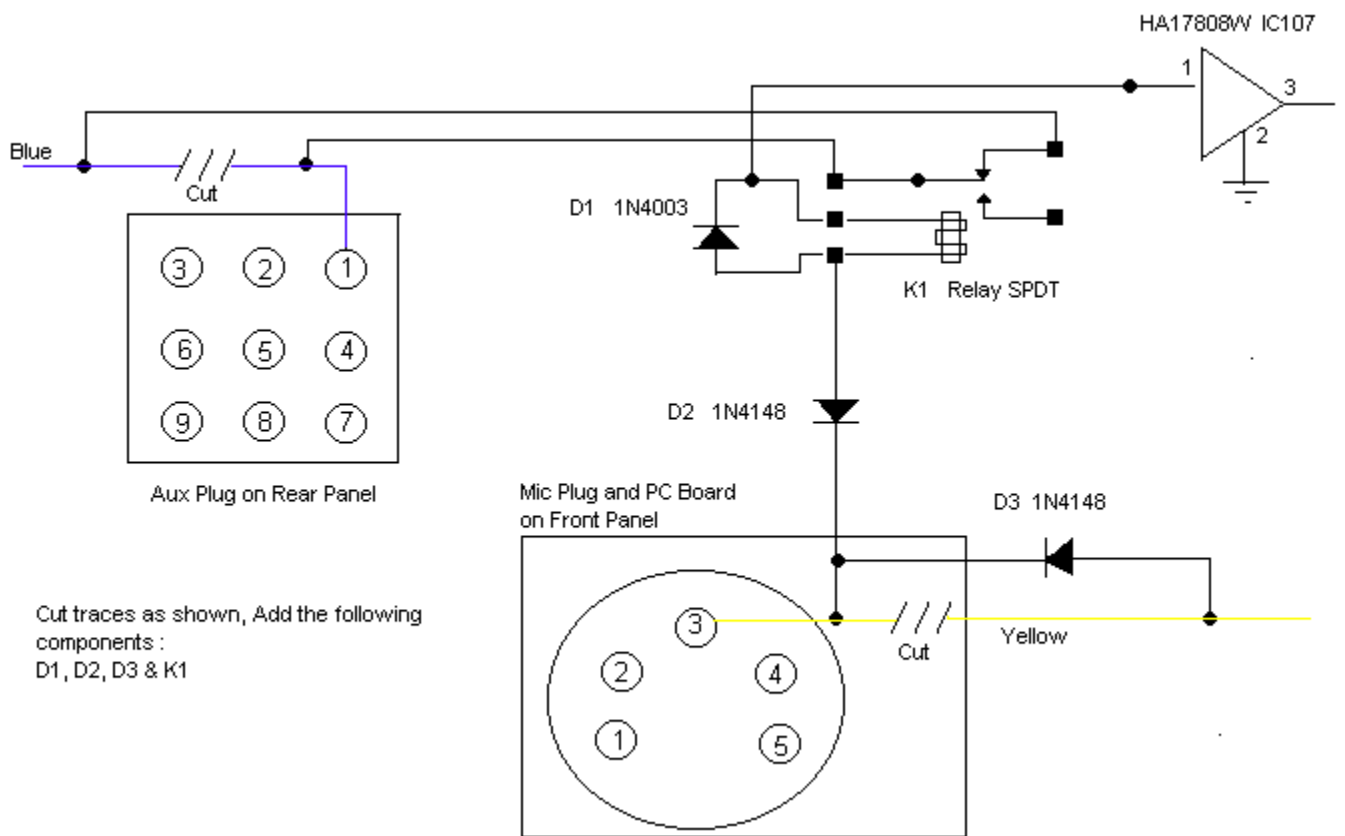 HA17808W IC107
1
3
2
Blue
Cut
D1 1N4003
K1 Relay SPDT
3 2 1
6 5 4
9 8 7
Aux Plug on Rear Panel
D2 1N4148
Mic Plug and PC Board
on Front Panel
D3 1N4148
Cut traces as shown, Add the following
components :
D1, D2, D3 & K1
3
Cut
Yellow
2
4
1
5